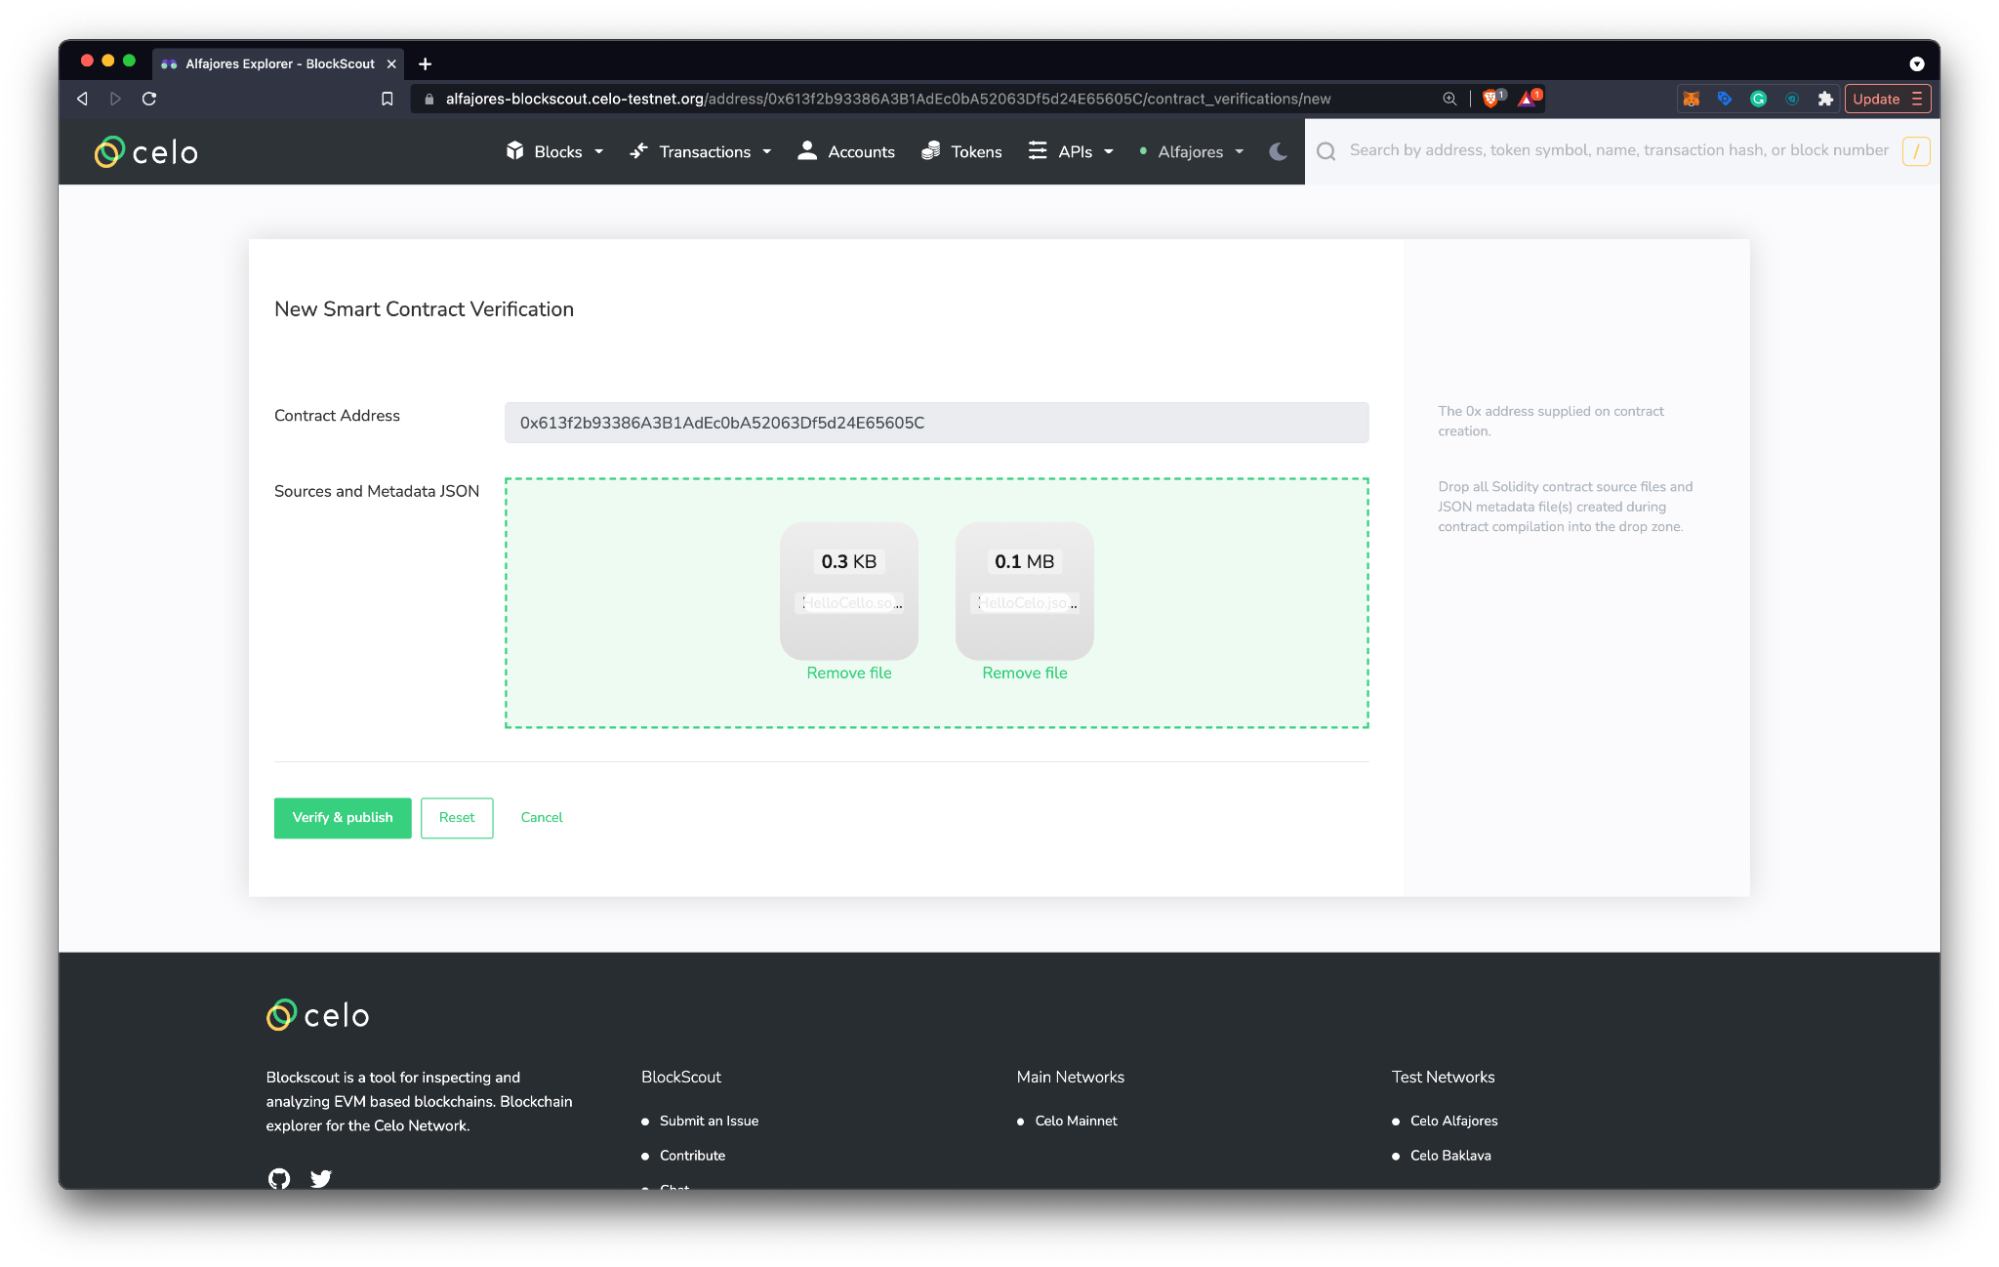 Alfajores Explorer - BlockScout
alfajores-blockscout.celo-testnet.org/address/0x613f2b93386A3B1AdEc0bA52063Df5d24E65605C/contract_verifications/new
1
1
Update
celo
Blocks
Transactions
Accounts
Tokens
APIs
Alfajores
Search by address, token symbol, name, transaction hash, or block number
/
New Smart Contract Verification
Contract Address
0x613f2b93386A3B1AdEc0bA52063Df5d24E65605C
The 0x address supplied on contract
creation.
Sources and Metadata JSON
Drop all Solidity contract source files and
JSON metadata file(s) created during
contract compilation into the drop zone.
0.3 KB
0.1 MB
HelloCello.so...
HelloCelo.jso...
Remove file
Remove file
Verify & publish
Reset
Cancel
celo
Blockscout is a tool for inspecting and
analyzing EVM based blockchains. Blockchain
explorer for the Celo Network.
BlockScout
Submit an Issue
Contribute
Chat
Main Networks
Celo Mainnet
Test Networks
Celo Alfajores
Celo Baklava